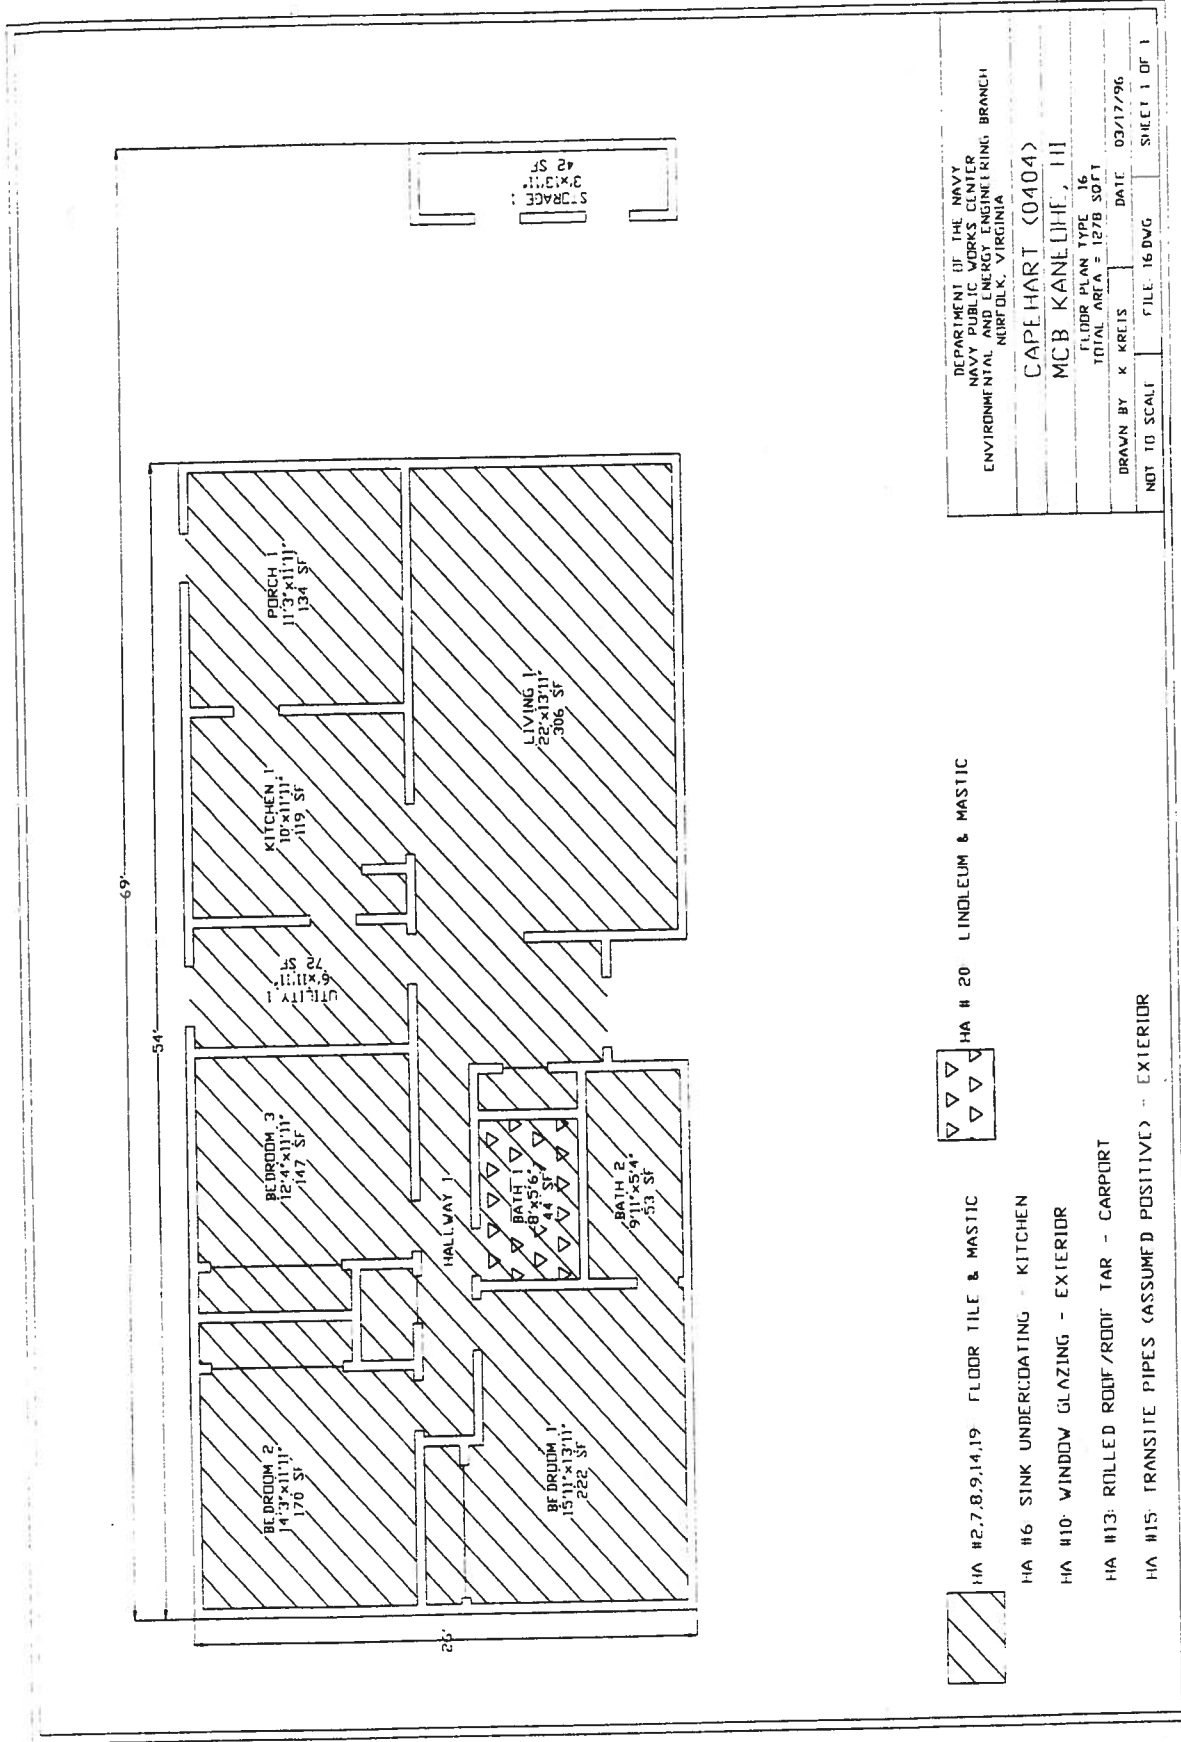 69'
54'
26'
STORAGE 1
3'x13'11"
42 SF
PORCH 1
11'3"x11'11"
134 SF
KITCHEN 1
10'x11'11"
119 SF
UTILITY 1
6'x11'11"
72 SF
BEDROOM 3
12'4"x11'11"
147 SF
BEDROOM 2
14'3"x11'11"
170 SF
LIVING 1
22'x13'11"
306 SF
HALLWAY 1
BATH 1
8'x5'6"
44 SF
BATH 2
9'11"x5'4"
53 SF
BEDROOM 1
15'11"x13'11"
222 SF
HA #2,7,8,9,14,19 FLOOR TILE & MASTIC
HA # 20 LINOLEUM & MASTIC
HA #6 SINK UNDERCOATING - KITCHEN
HA #10 WINDOW GLAZING - EXTERIOR
HA #13: ROLLED ROOF/ROOF TAR - CARPORT
HA #15 TRANSITE PIPES (ASSUMED POSITIVE) - EXTERIOR
DEPARTMENT OF THE NAVY
NAVY PUBLIC WORKS CENTER
ENVIRONMENTAL AND ENERGY ENGINEERING BRANCH
NORFOLK, VIRGINIA
CAPEHART (0404)
MCB KANEOHE, HI
FLOOR PLAN TYPE 16
TOTAL AREA = 1278 SQFT
DRAWN BY K KREIS DATE 03/17/96
NOT TO SCALE FILE 16 DWG SHEET 1 OF 1